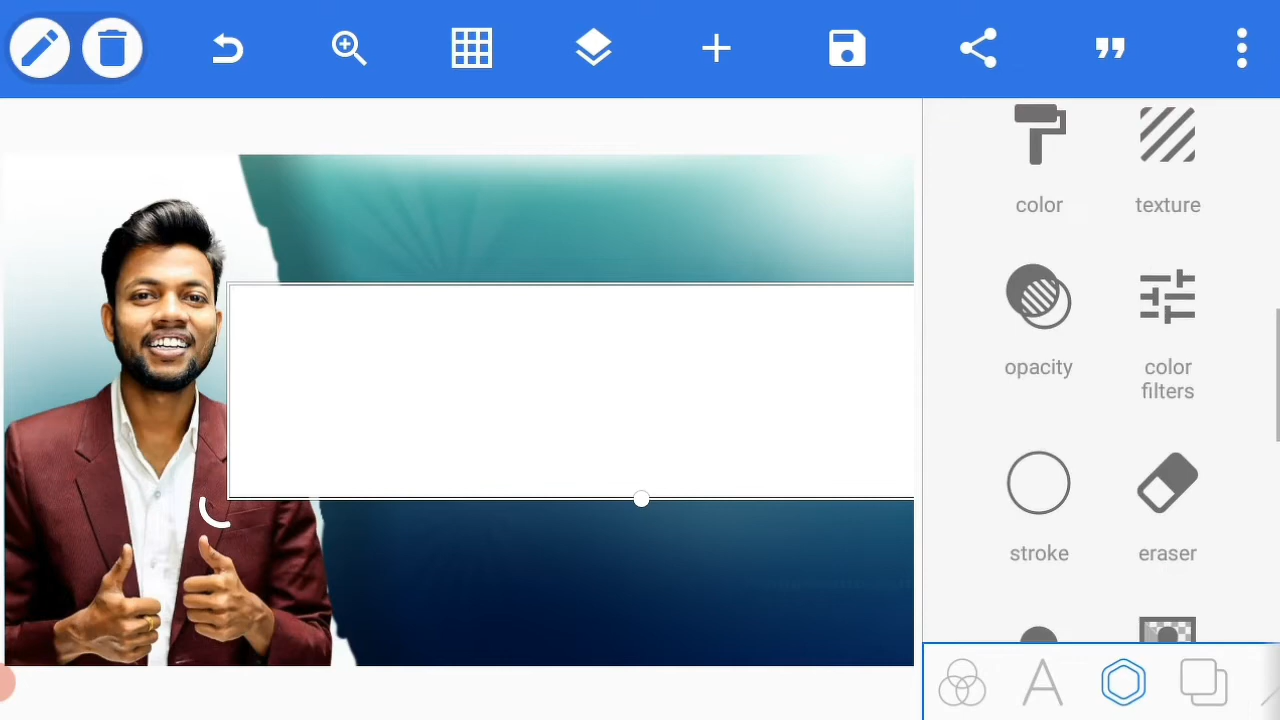 color
texture
opacity
color
filters
stroke
eraser